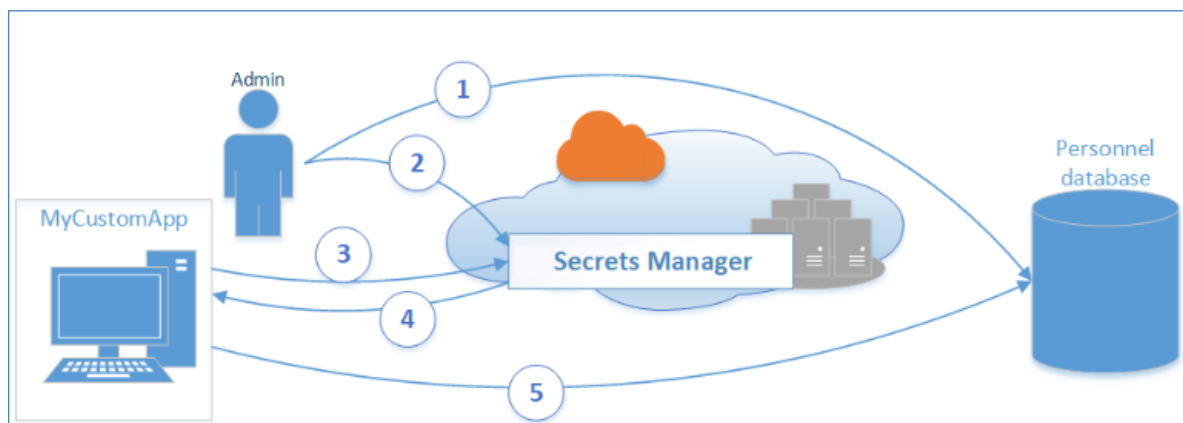 Admin
1
2
Personnel
database
MyCustomApp
3
Secrets Manager
4
5